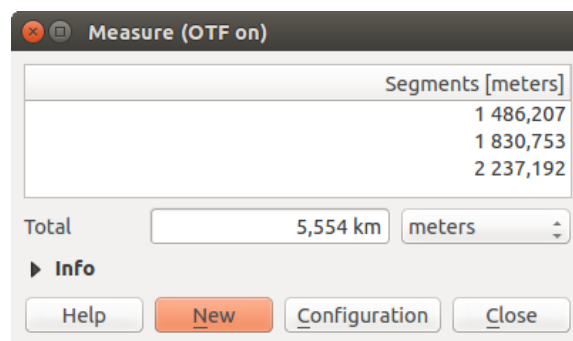 Measure (OTF on)
Segments [meters]
1 486,207
1 830,753
2 237,192
Total 5,554 km meters
Info
Help New Configuration Close